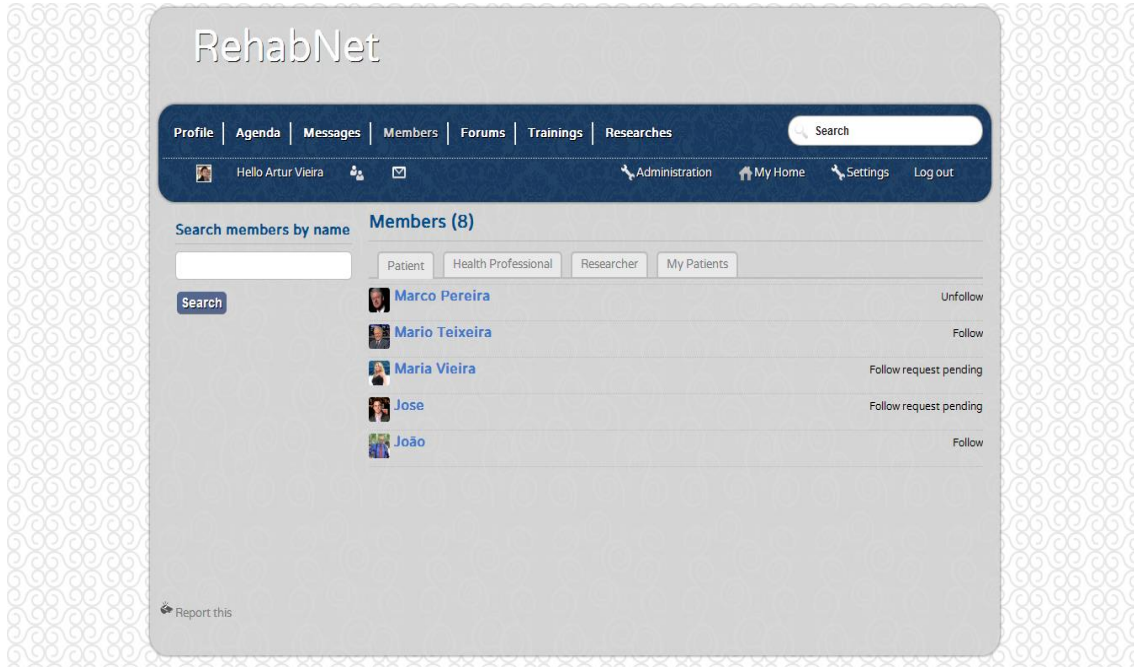 RehabNet
Profile Agenda Messages Members Forums Trainings Researches Search
Hello Artur Vieira Administration My Home Settings Log out
Search members by name
Search
Members (8)
Patient Health Professional Researcher My Patients
Marco Pereira Unfollow
Mario Teixeira Follow
Maria Vieira Follow request pending
Jose Follow request pending
João Follow
Report this